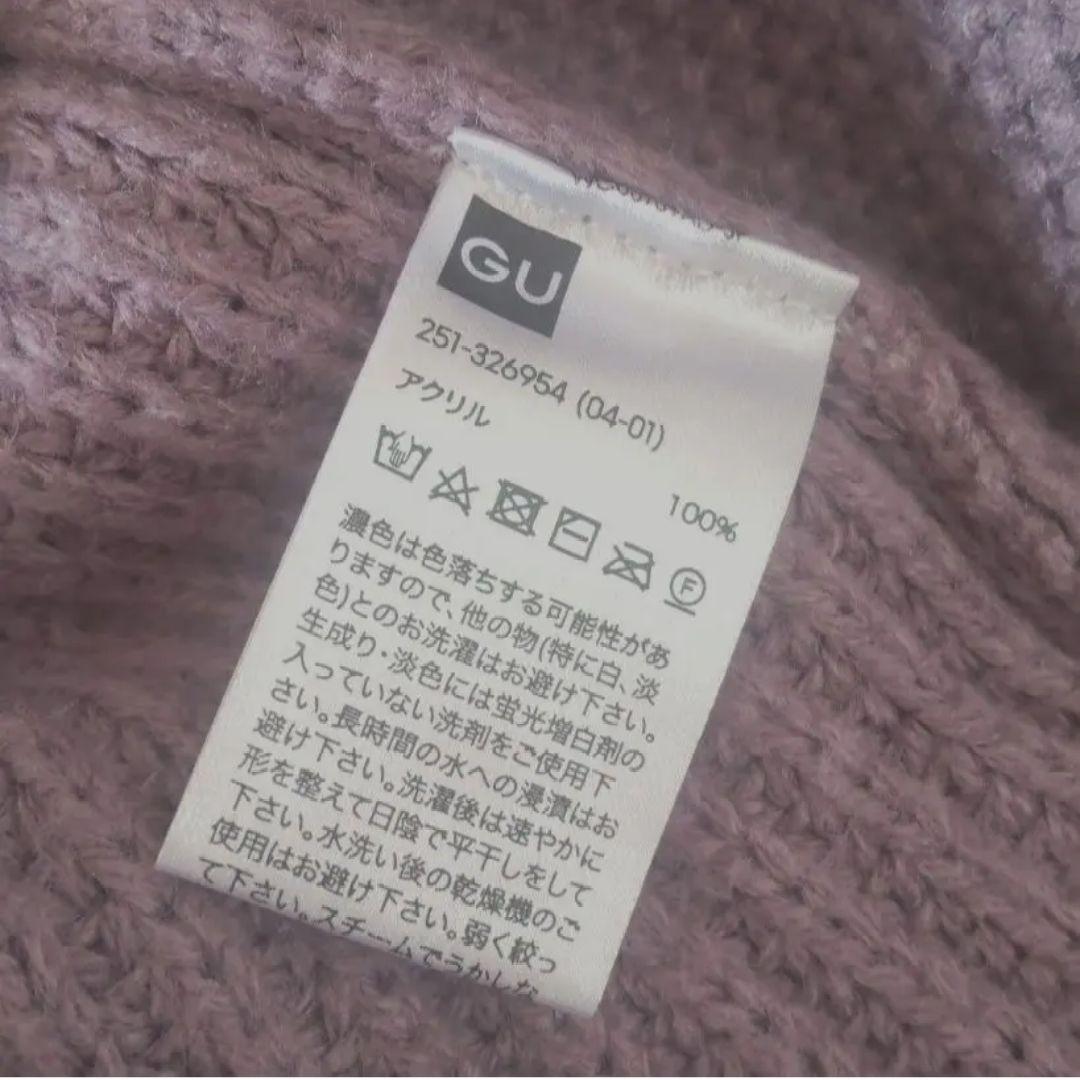 GU
251-326954 (04-01)
アクリル
100%
F
濃色は色落ちする可能性があ
りますので、他の物(特に白、淡
色)とのお洗濯はお避け下さい。
生成り・淡色には蛍光増白剤の
入っていない洗剤をご使用下
さい。長時間の水への浸漬はお
避け下さい。洗濯後は速やかに
形を整えて日陰で平干しをして
下さい。水洗い後の乾燥機のご
使用はお避け下さい。弱く絞っ
て下さい。スチームでうかしな